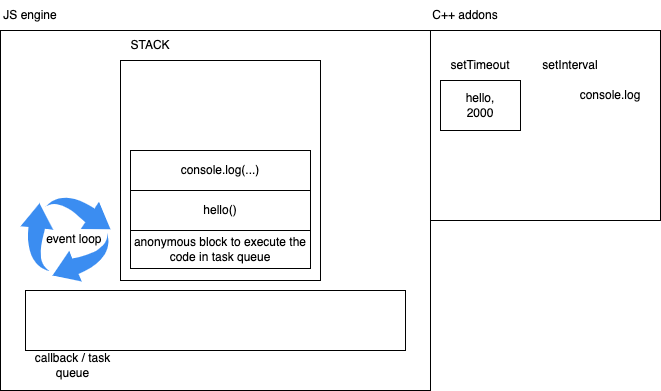 JS engine
C++ addons
STACK
setTimeout
setInterval
console.log
hello,
2000
console.log(...)
hello()
anonymous block to execute the
code in task queue
event loop
callback / task
queue